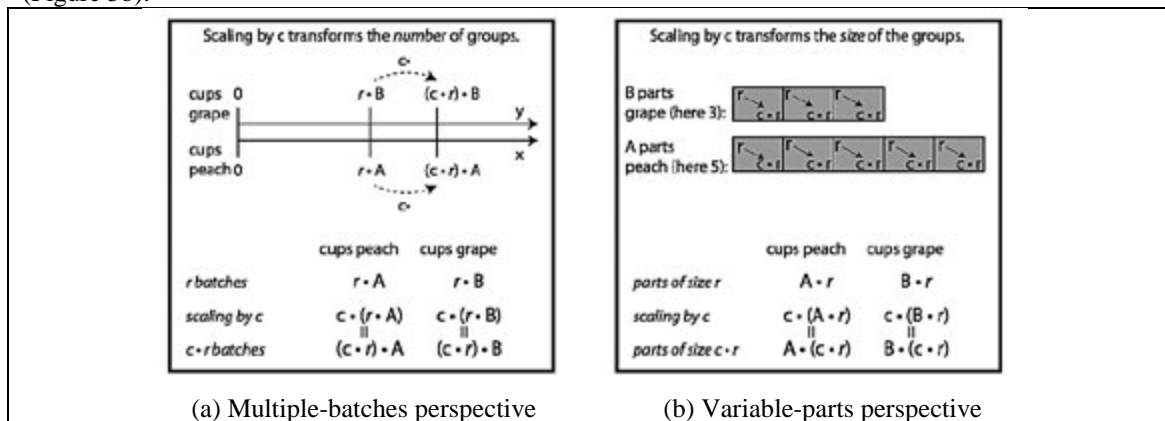 (Figure 3b).
Scaling by c transforms the number of groups.
c•
cups 0 r • B (c • r) • B
grape y
cups x
peach 0 r • A (c • r) • A
c•
cups peach cups grape
r batches r • A r • B
scaling by c c • (r • A) c • (r • B)
= =
c • r batches (c • r) • A (c • r) • B
(a) Multiple-batches perspective
Scaling by c transforms the size of the groups.
B parts r r r
grape (here 3): c • r c • r c • r
A parts r r r r r
peach (here 5): c • r c • r c • r c • r c • r
cups peach cups grape
parts of size r A • r B • r
scaling by c c • (A • r) c • (B • r)
= =
parts of size c • r A • (c • r) B • (c • r)
(b) Variable-parts perspective